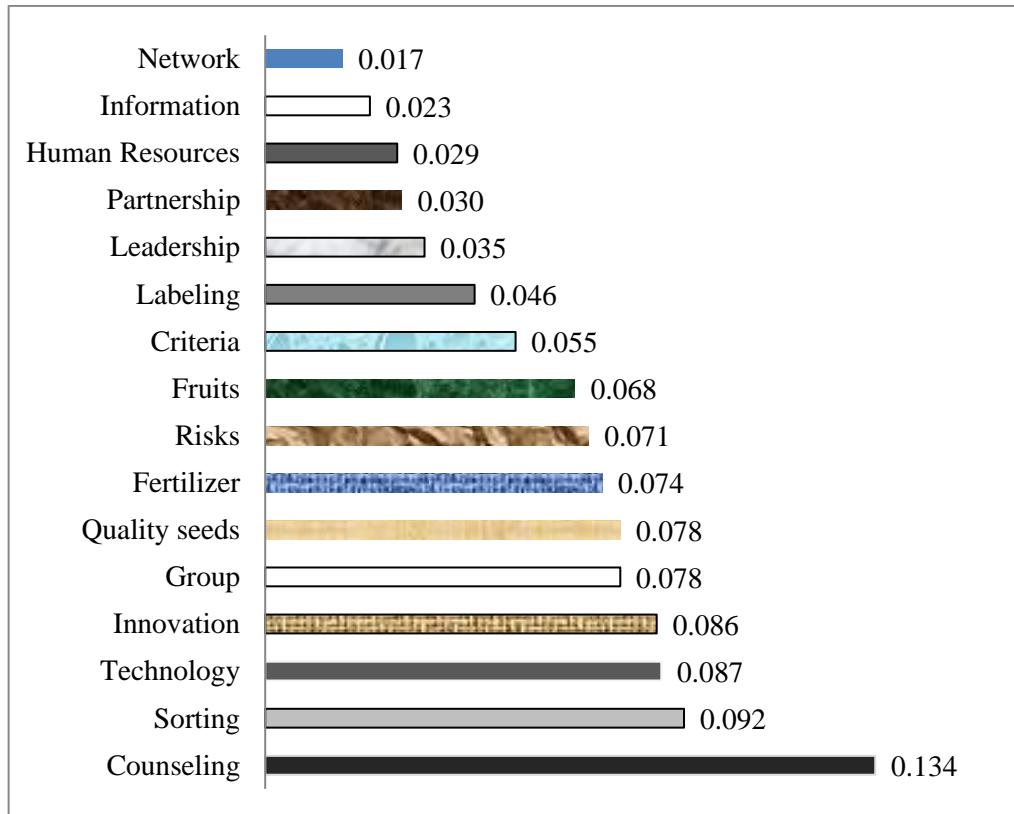 Network 0.017
Information 0.023
Human Resources 0.029
Partnership 0.030
Leadership 0.035
Labeling 0.046
Criteria 0.055
Fruits 0.068
Risks 0.071
Fertilizer 0.074
Quality seeds 0.078
Group 0.078
Innovation 0.086
Technology 0.087
Sorting 0.092
Counseling 0.134